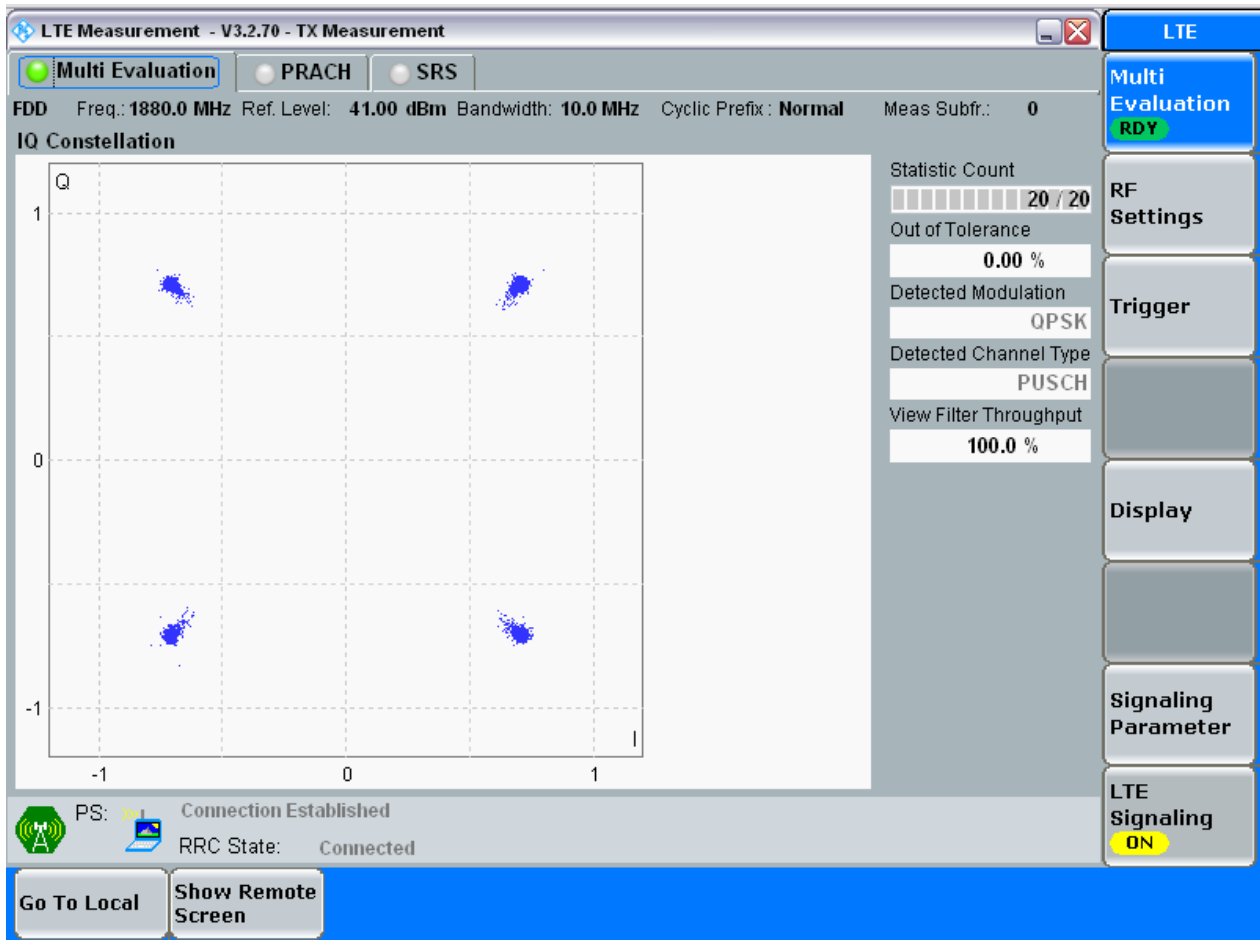 LTE Measurement - V3.2.70 - TX Measurement
LTE
Multi Evaluation PRACH SRS
Multi
Evaluation
RDY
FDD Freq.: 1880.0 MHz Ref. Level: 41.00 dBm Bandwidth: 10.0 MHz Cyclic Prefix : Normal Meas Subfr.: 0
IQ Constellation
Q
1
0
-1
-1 0 1
I
Statistic Count
20 / 20
Out of Tolerance
0.00 %
Detected Modulation
QPSK
Detected Channel Type
PUSCH
View Filter Throughput
100.0 %
RF
Settings
Trigger
Display
Signaling
Parameter
LTE
Signaling
ON
PS: Connection Established
RRC State: Connected
Go To Local
Show Remote
Screen